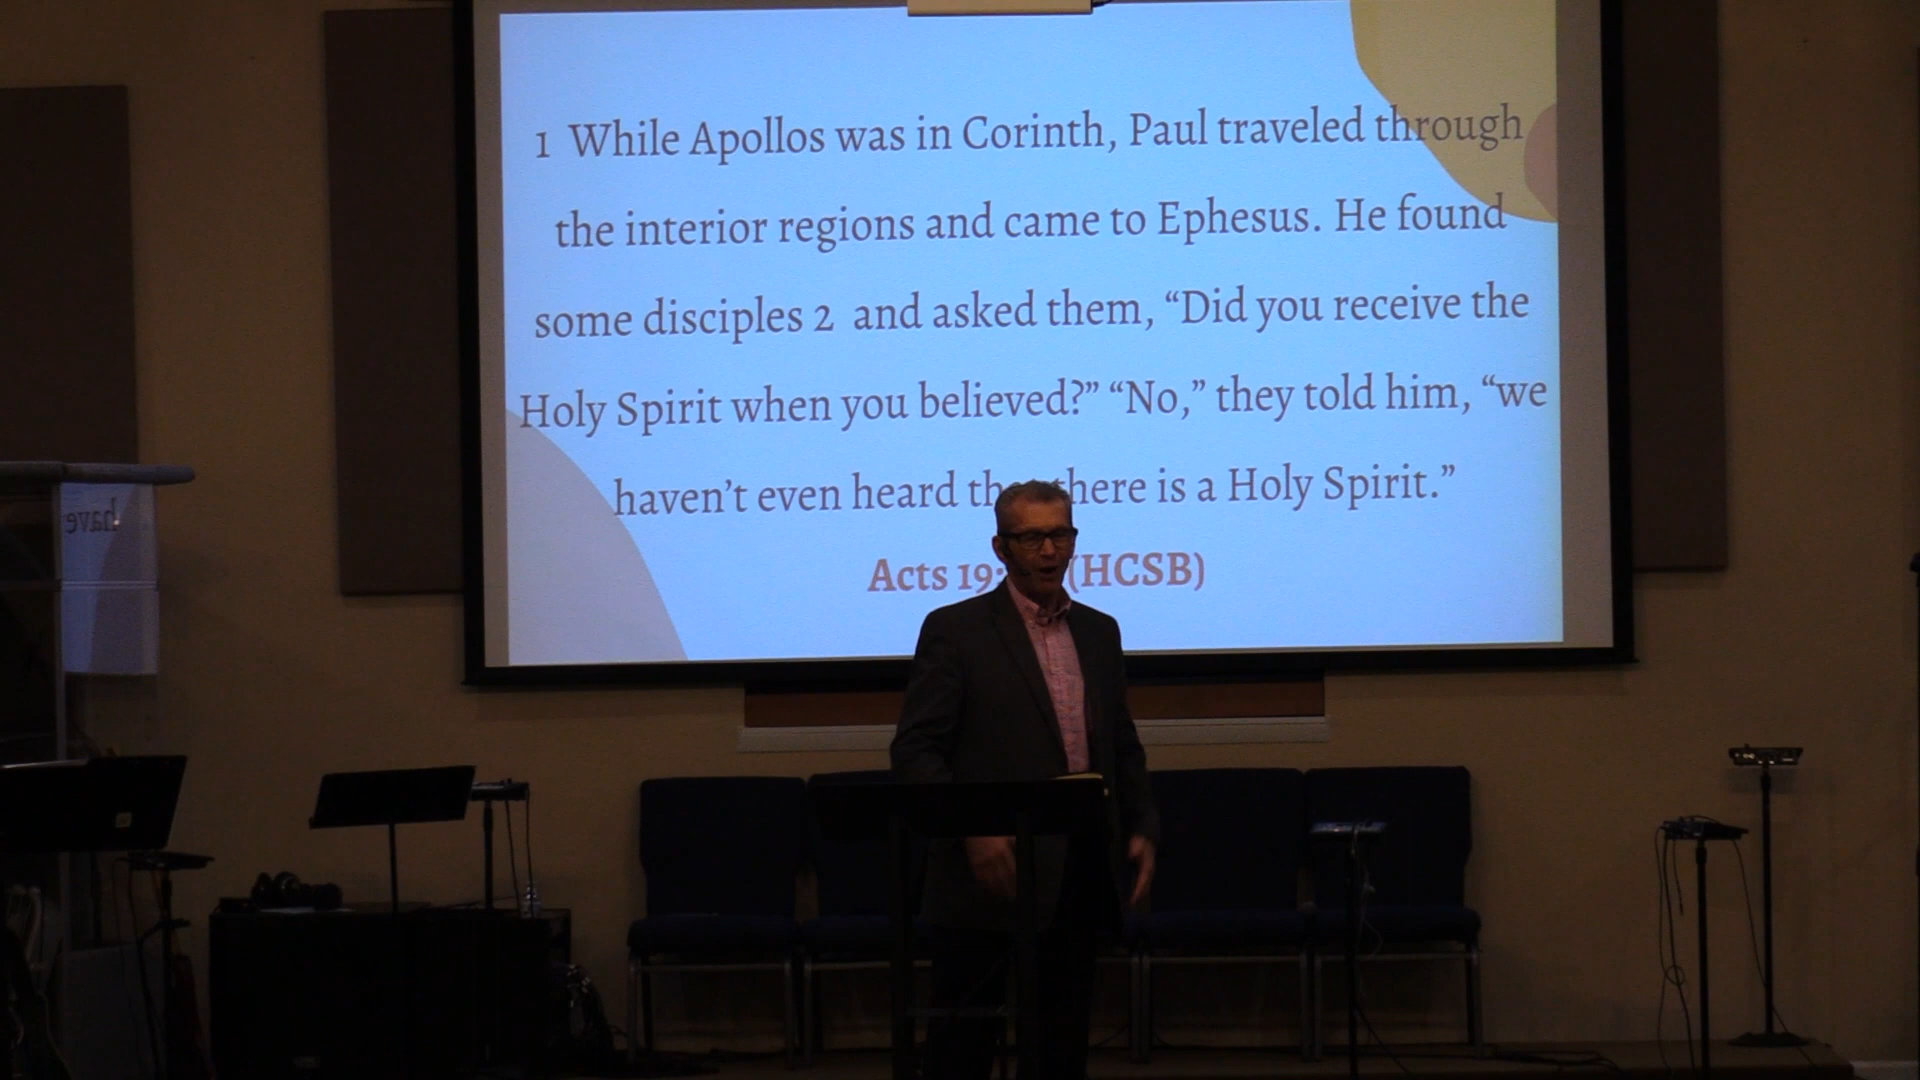 1 While Apollos was in Corinth, Paul traveled through
the interior regions and came to Ephesus. He found
some disciples 2 and asked them, “Did you receive the
Holy Spirit when you believed?” “No,” they told him, “we
haven’t even heard there is a Holy Spirit.”
Acts 19: (HCSB)
have